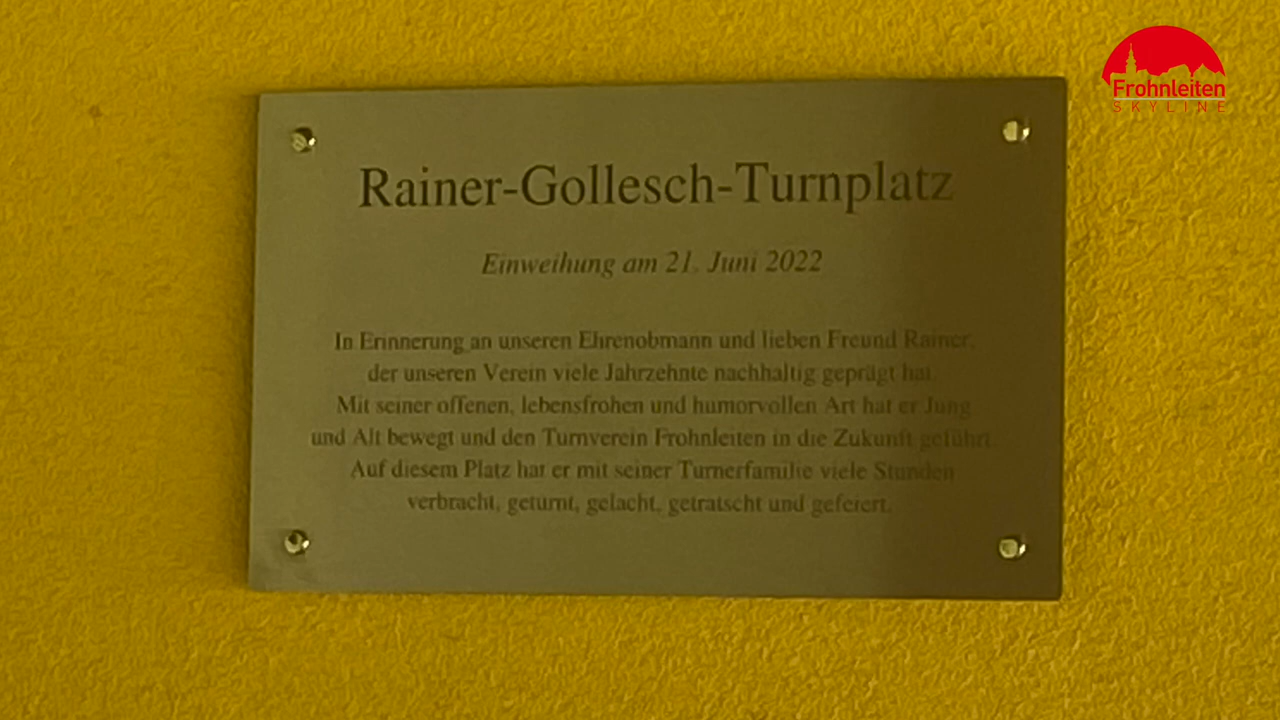 Frohnleiten
SKYLINE
Rainer-Gollesch-Turnplatz
Einweihung am 21. Juni 2022
In Erinnerung an unseren Ehrenobmann und lieben Freund Rainer,
der unseren Verein viele Jahrzehnte nachhaltig geprägt hat.
Mit seiner offenen, lebensfrohen und humorvollen Art hat er Jung
und Alt bewegt und den Turnverein Frohnleiten in die Zukunft geführt.
Auf diesem Platz hat er mit seiner Turnerfamilie viele Stunden
verbracht, geturnt, gelacht, getratscht und gefeiert.